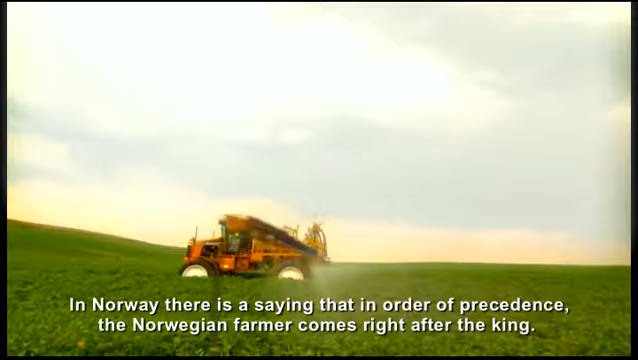 In Norway there is a saying that in order of precedence,
the Norwegian farmer comes right after the king.